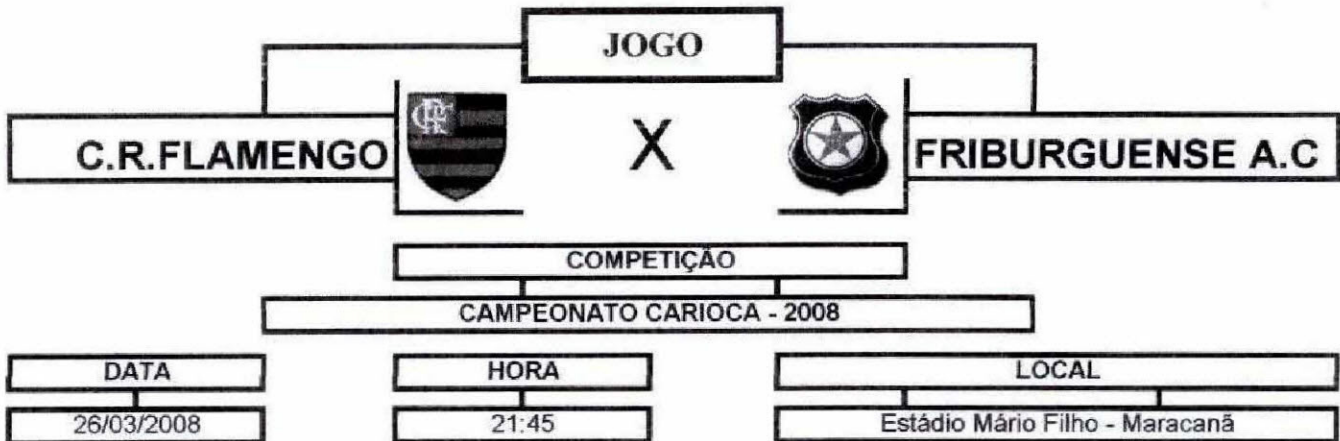 JOGO
C.R.FLAMENGO X FRIBURGUENSE A.C
COMPETIÇÃO
CAMPEONATO CARIOCA - 2008
DATA HORA LOCAL
26/03/2008 21:45 Estádio Mário Filho - Maracanã